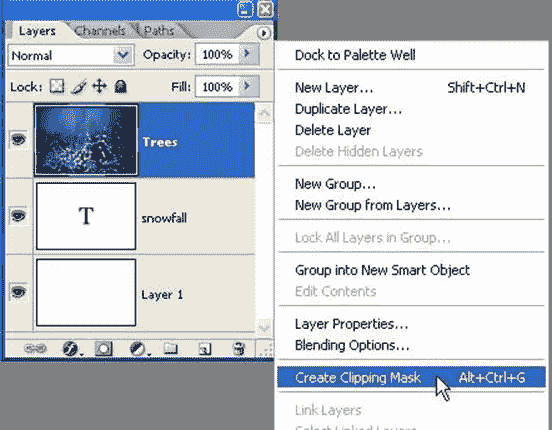 Layers Channels Paths
Normal Opacity: 100%
Lock: Fill: 100%
Trees
T
snowfall
Layer 1
Dock to Palette Well
New Layer... Shift+Ctrl+N
Duplicate Layer...
Delete Layer
Delete Hidden Layers
New Group...
New Group from Layers...
Lock All Layers in Group...
Group into New Smart Object
Edit Contents
Layer Properties...
Blending Options...
Create Clipping Mask Alt+Ctrl+G
Link Layers
Select Linked Layers